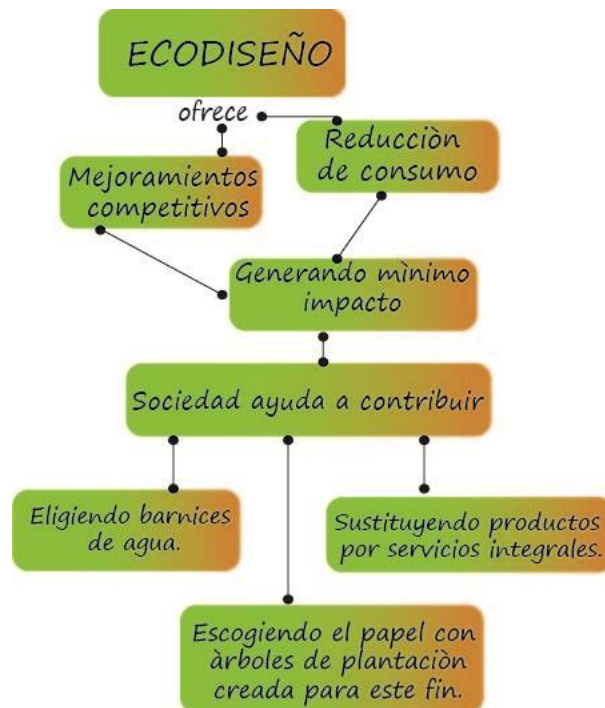 ECODISEÑO
ofrece
Reducciòn
de consumo
Mejoramientos
competitivos
Generando mìnimo
impacto
Sociedad ayuda a contribuir
Eligiendo barnices
de agua.
Sustituyendo productos
por servicios integrales.
Escogiendo el papel con
àrboles de plantaciòn
creada para este fin.